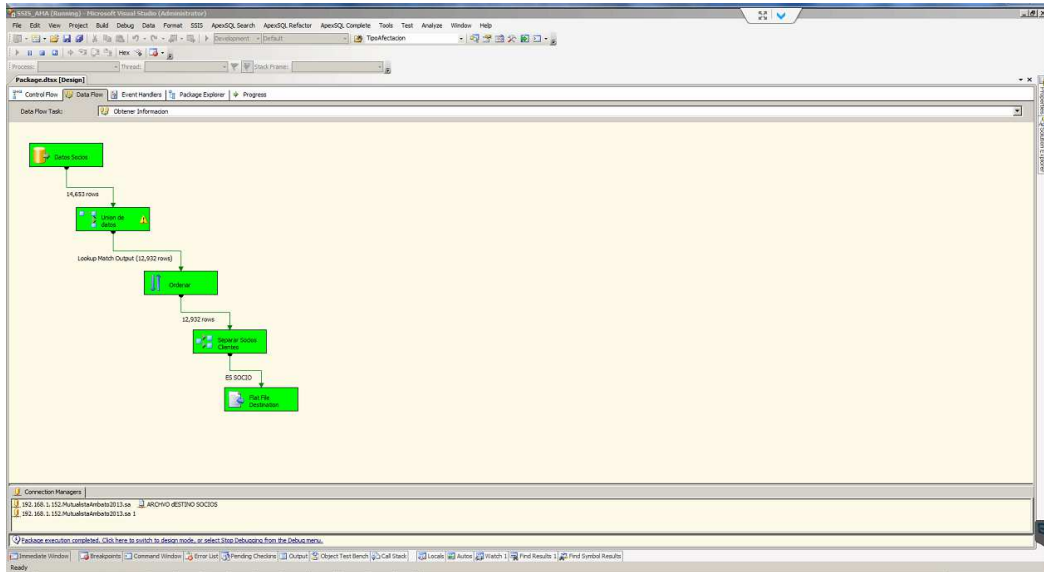 SSIS_AMA (Running) - Microsoft Visual Studio (Administrator)
File Edit View Project Build Debug Data Format SSIS ApexSQL Search ApexSQL Refactor ApexSQL Complete Tools Test Analyze Window Help
Development Default TipoAfectacion
Hex
Process: Thread: Stack Frame:
Package.dtsx [Design]
Control Flow Data Flow Event Handlers Package Explorer Progress
Data Flow Task: Obtener Informacion
Properties Solution Explorer
Datos Socios
14,653 rows
Union de datos
Lookup Match Output (12,932 rows)
Ordenar
12,932 rows
Separar Socios
Clientes
ES SOCIO
Flat File
Destination
Connection Managers
192.168.1.152.MutualistaAmbato2013.sa ARCHVO dESTINO SOCIOS
192.168.1.152.MutualistaAmbato2013.sa 1
Package execution completed. Click here to switch to design mode, or select Stop Debugging from the Debug menu.
Immediate Window Breakpoints Command Window Error List Pending Checkins Output Object Test Bench Call Stack Locals Autos Watch 1 Find Results 1 Find Symbol Results
Ready